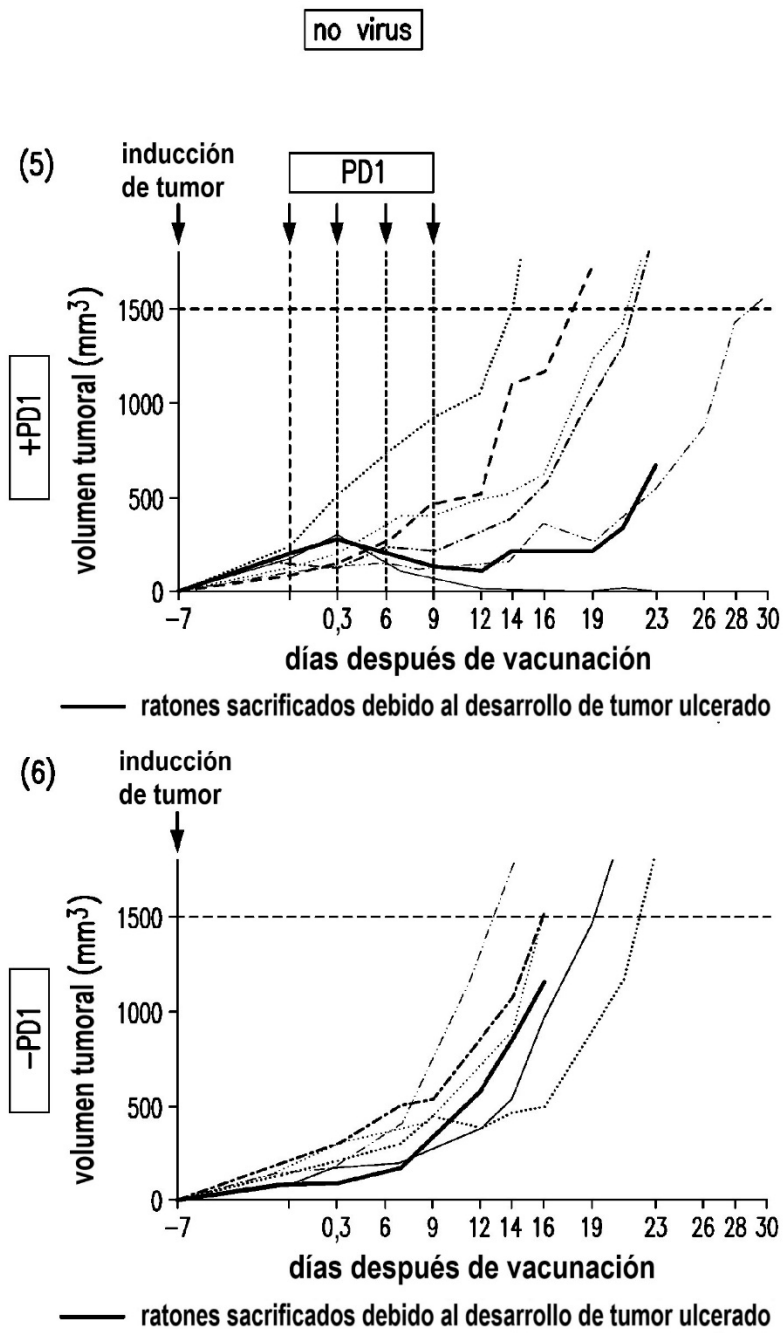 no virus
(5)
inducción
de tumor
PD1
+PD1
volumen tumoral (mm³)
1500
1000
500
0
−7 0,3 6 9 12 14 16 19 23 26 28 30
días después de vacunación
ratones sacrificados debido al desarrollo de tumor ulcerado
(6)
inducción
de tumor
−PD1
volumen tumoral (mm³)
1500
1000
500
0
−7 0,3 6 9 12 14 16 19 23 26 28 30
días después de vacunación
ratones sacrificados debido al desarrollo de tumor ulcerado